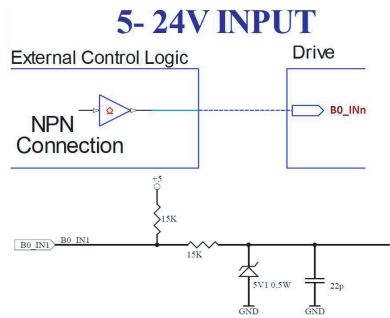 5- 24V INPUT
External Control Logic
Drive
NPN
Connection
B0_INn
+5
15K
B0_IN1
B0_IN1
15K
5V1 0.5W
22p
GND
GND